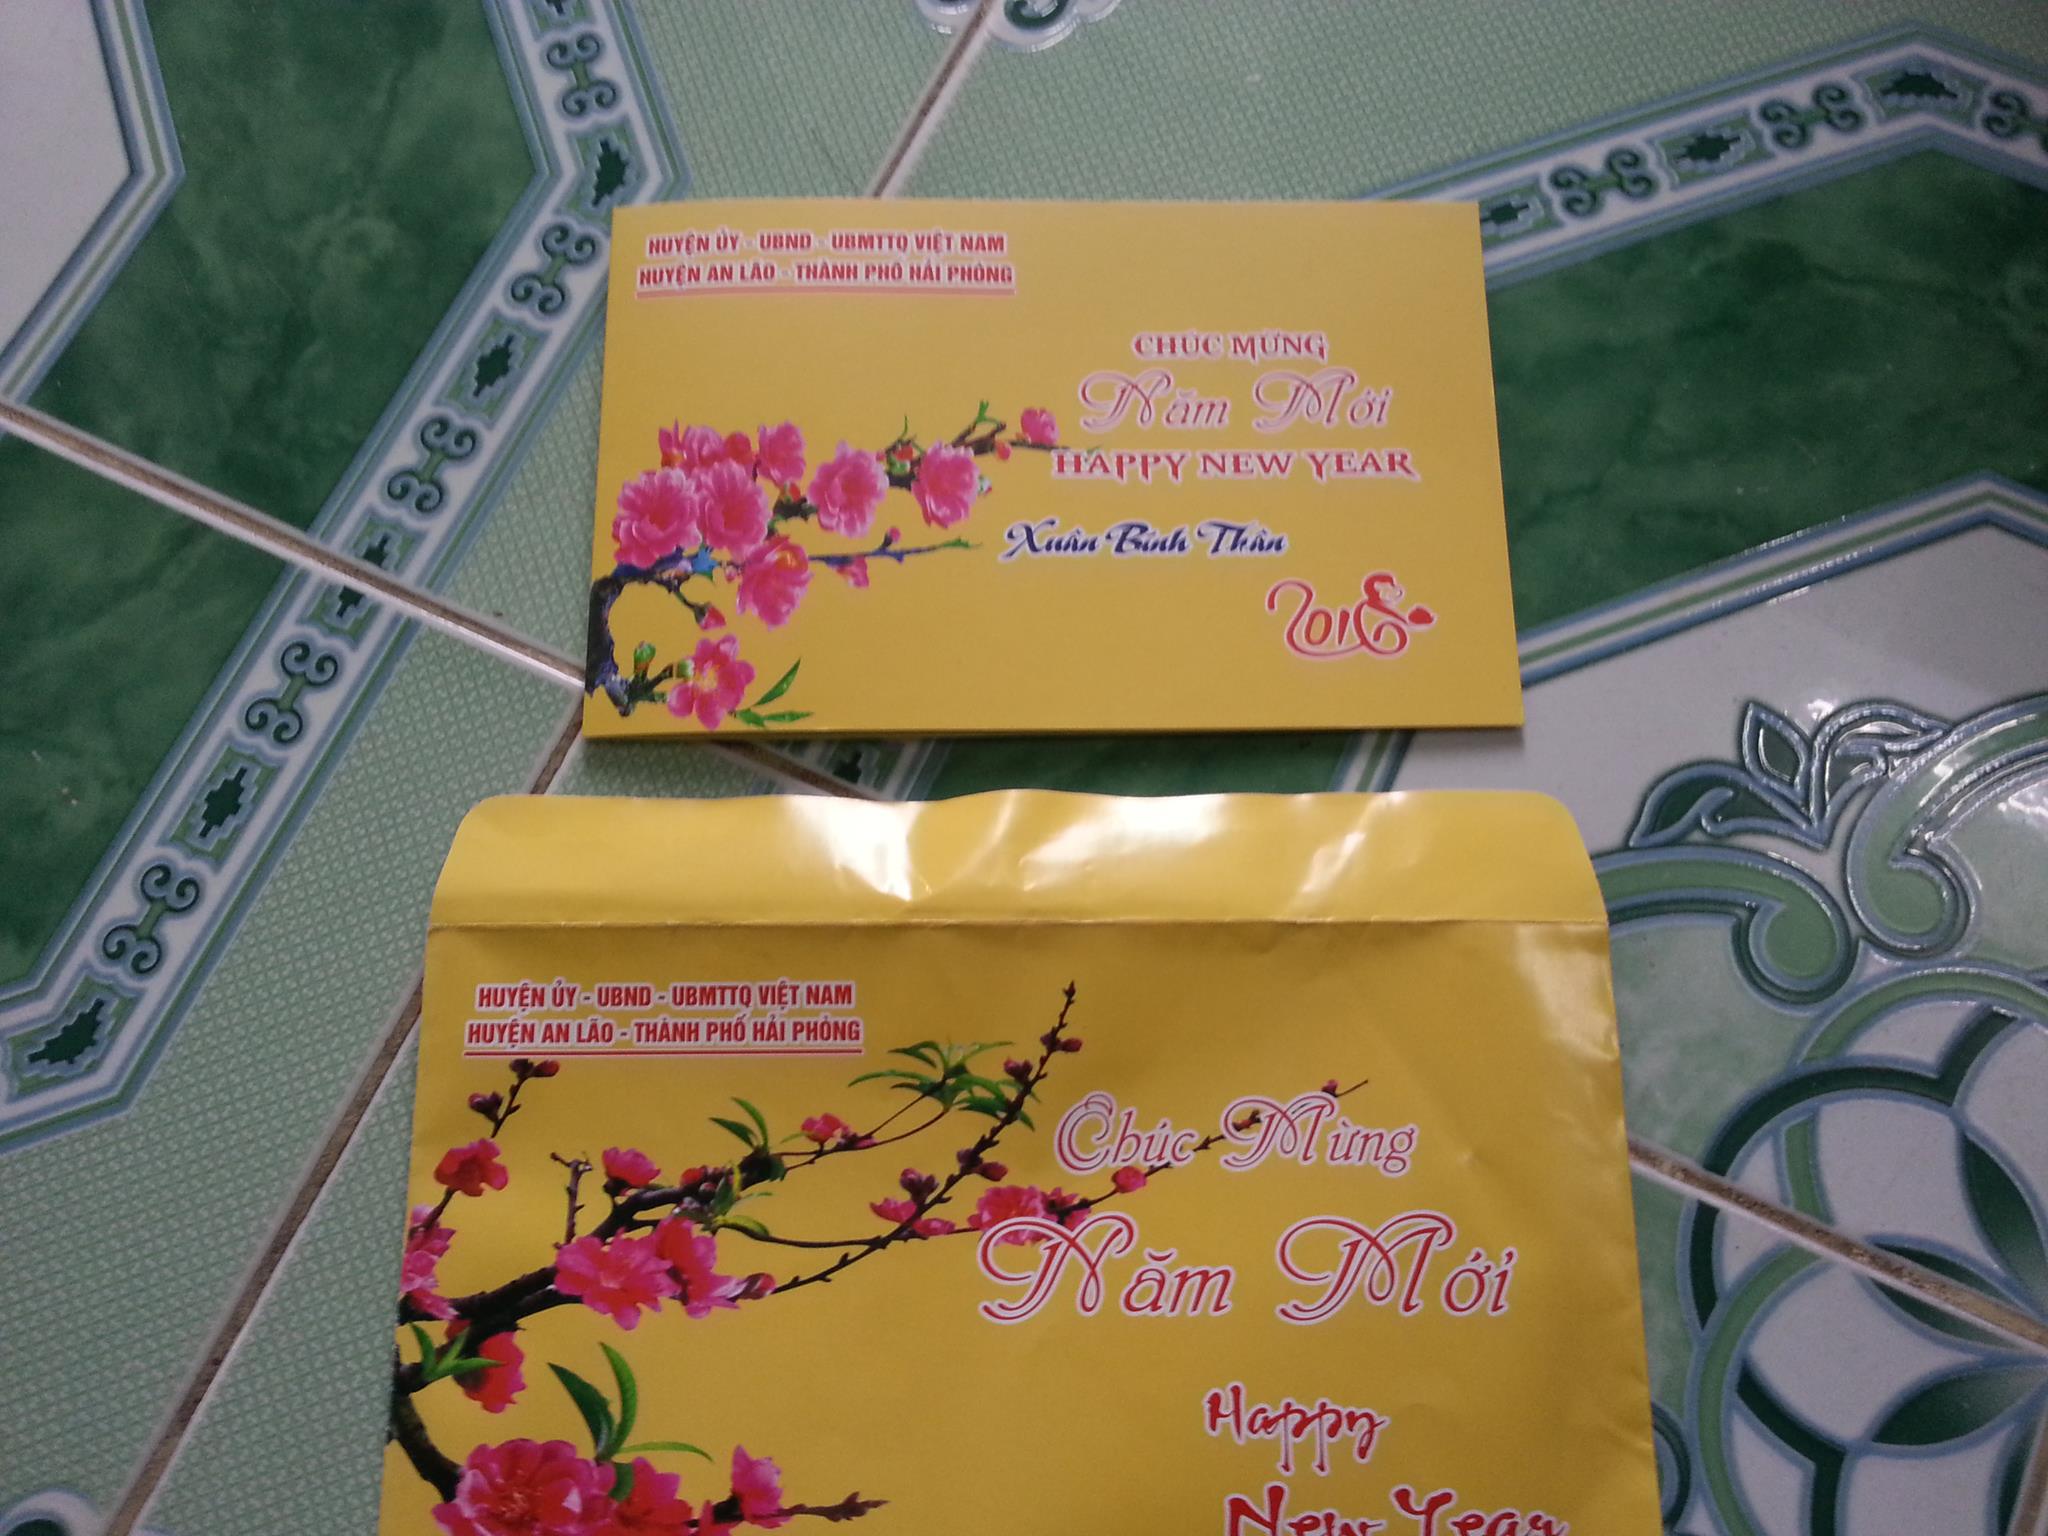 HUYỆN ỦY - UBND - UBMTTQ VIỆT NAM
HUYỆN AN LÃO - THÀNH PHỐ HẢI PHÒNG
CHÚC MỪNG
Năm Mới
HAPPY NEW YEAR
Xuân Bính Thân
2016
HUYỆN ỦY - UBND - UBMTTQ VIỆT NAM
HUYỆN AN LÃO - THÀNH PHỐ HẢI PHÒNG
Chúc Mừng
Năm Mới
Happy
New Year